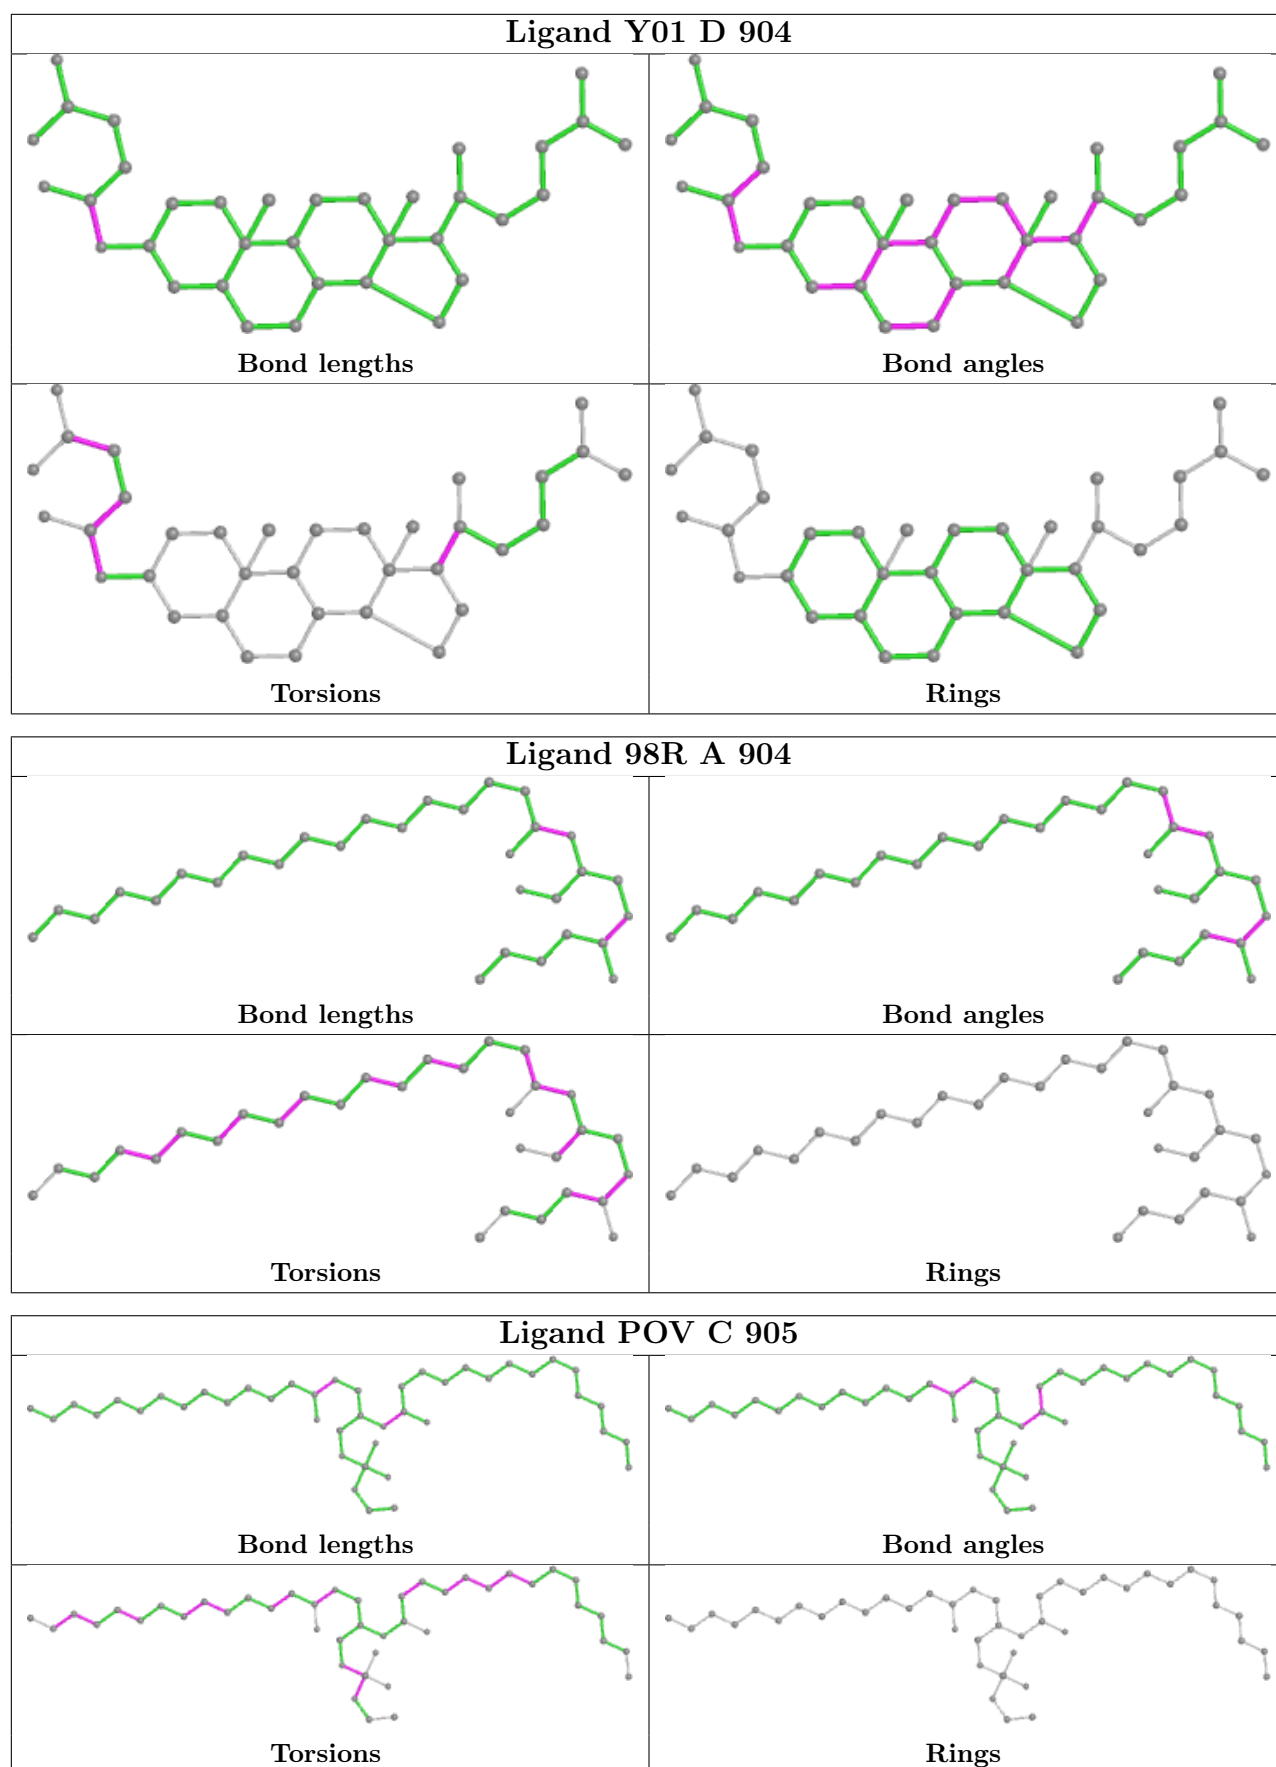 Ligand Y01 D 904
Bond lengths
Bond angles
Torsions
Rings
Ligand 98R A 904
Bond lengths
Bond angles
Torsions
Rings
Ligand POV C 905
Bond lengths
Bond angles
Torsions
Rings